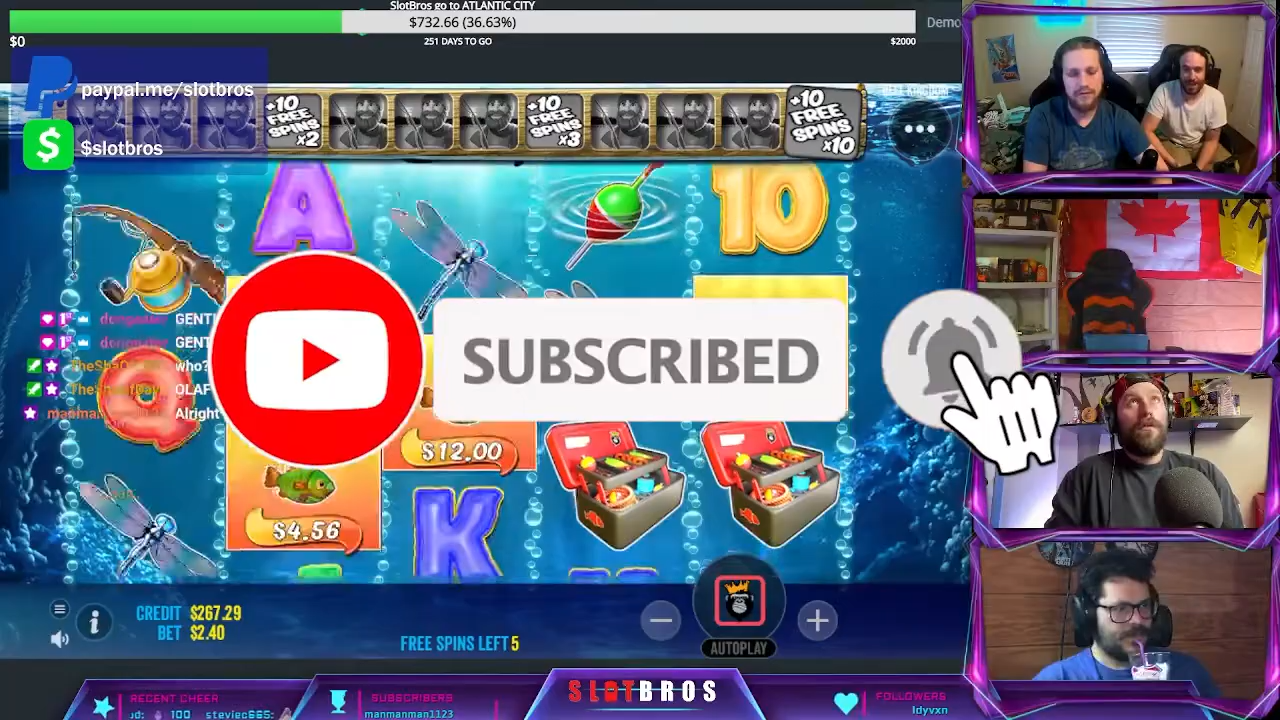 SlotBros go to ATLANTIC CITY
$732.66 (36.63%)
Demo
$0
251 DAYS TO GO
$2000
paypal.me/slotbros
$slotbros
+10 FREE SPINS x2
+10 FREE SPINS x3
+10 FREE SPINS x10
A
10
GENTL
GENT
who?
OLAF
Alright
Q
SUBSCRIBED
$12.00
$4.56
K
CREDIT $267.29
BET $2.40
FREE SPINS LEFT 5
AUTOPLAY
SLOTBROS
RECENT CHEER
100 steviec665:
SUBSCRIBERS
manmanman1123
FOLLOWERS
ldyvxn